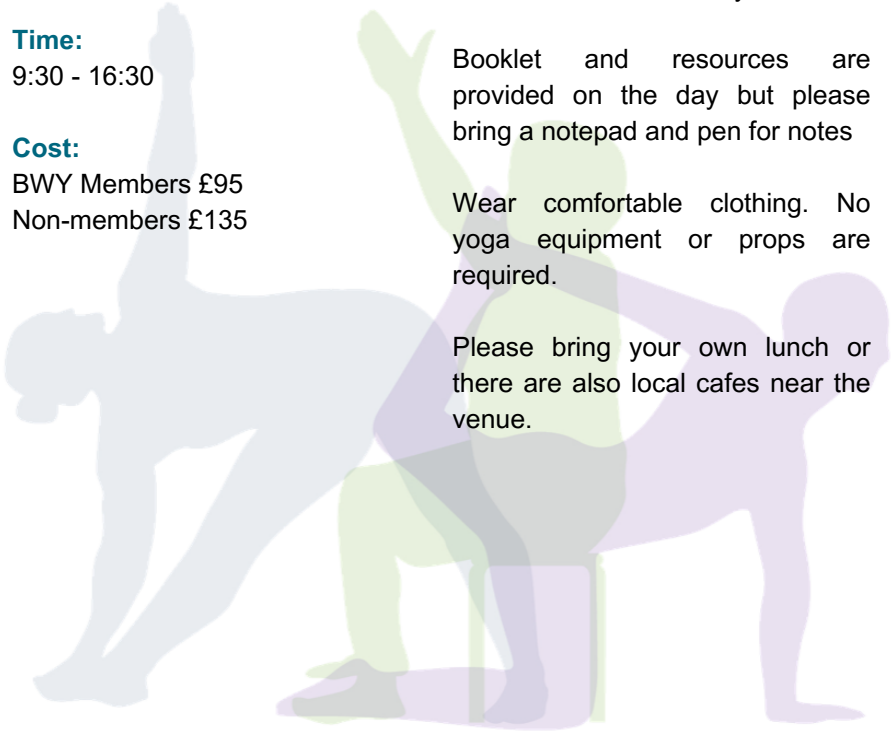 Time:
9:30 - 16:30
Cost:
BWY Members £95
Non-members £135
Booklet and resources are
provided on the day but please
bring a notepad and pen for notes
Wear comfortable clothing. No
yoga equipment or props are
required.
Please bring your own lunch or
there are also local cafes near the
venue.